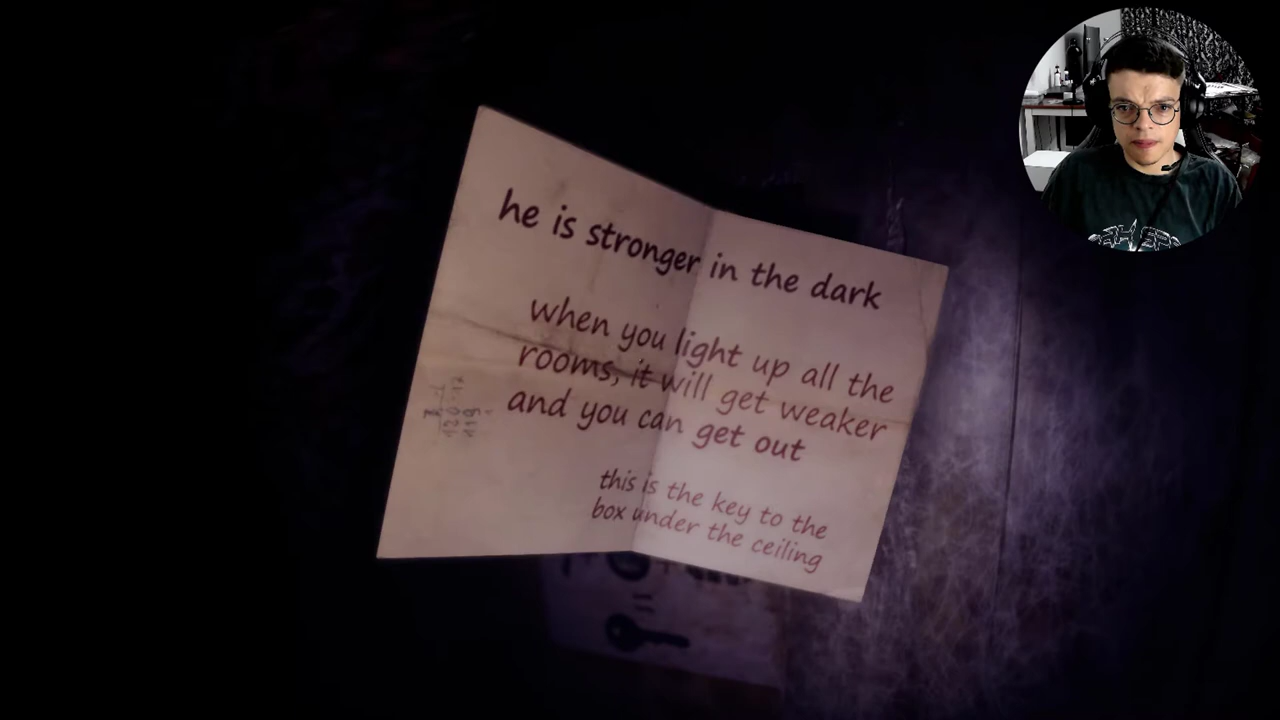 he is stronger in the dark
when you light up all the
rooms, it will get weaker
and you can get out
this is the key to the
box under the ceiling